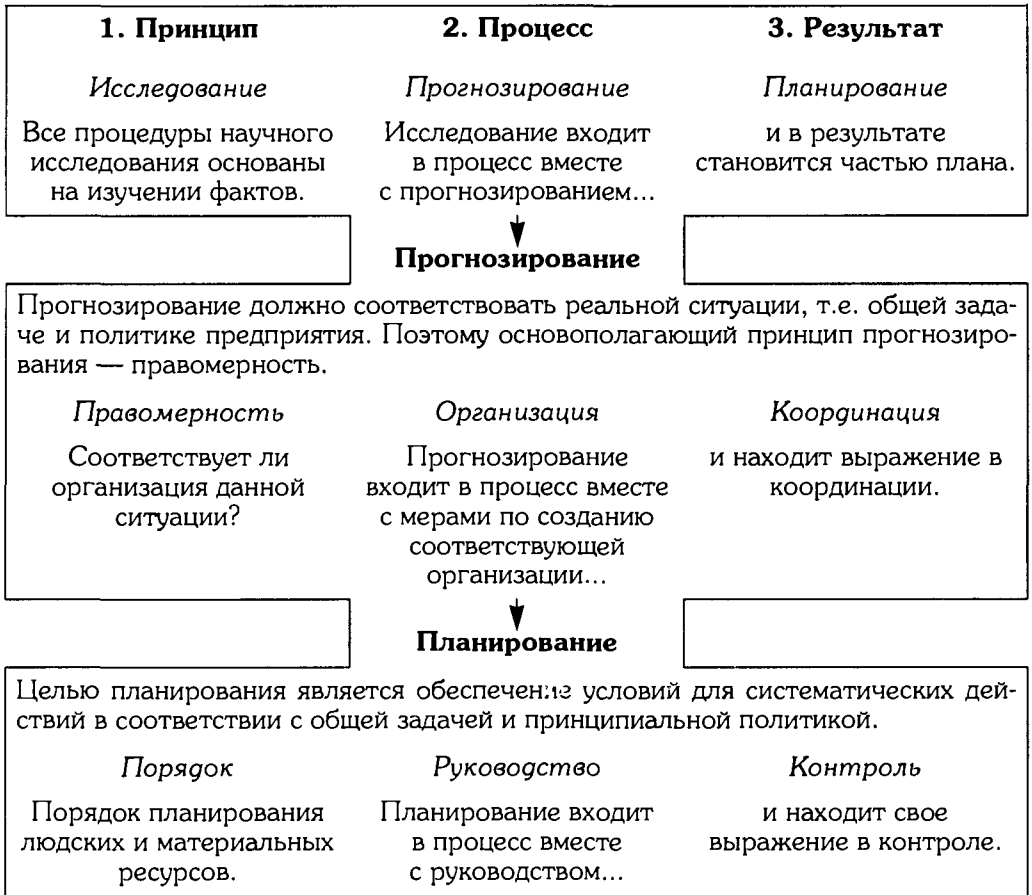 1. Принцип 2. Процесс 3. Результат
Исследование Прогнозирование Планирование
Все процедуры научного Исследование входит и в результате
исследования основаны в процесс вместе становится частью плана.
на изучении фактов. с прогнозированием...
Прогнозирование
Прогнозирование должно соответствовать реальной ситуации, т.е. общей зада-
че и политике предприятия. Поэтому основополагающий принцип прогнозиро-
вания — правомерность.
Правомерность Организация Координация
Соответствует ли Прогнозирование и находит выражение в
организация данной входит в процесс вместе координации.
ситуации? с мерами по созданию
соответствующей
организации...
Планирование
Целью планирования является обеспечение условий для систематических дей-
ствий в соответствии с общей задачей и принципиальной политикой.
Порядок Руководство Контроль
Порядок планирования Планирование входит и находит свое
людских и материальных в процесс вместе выражение в контроле.
ресурсов. с руководством...